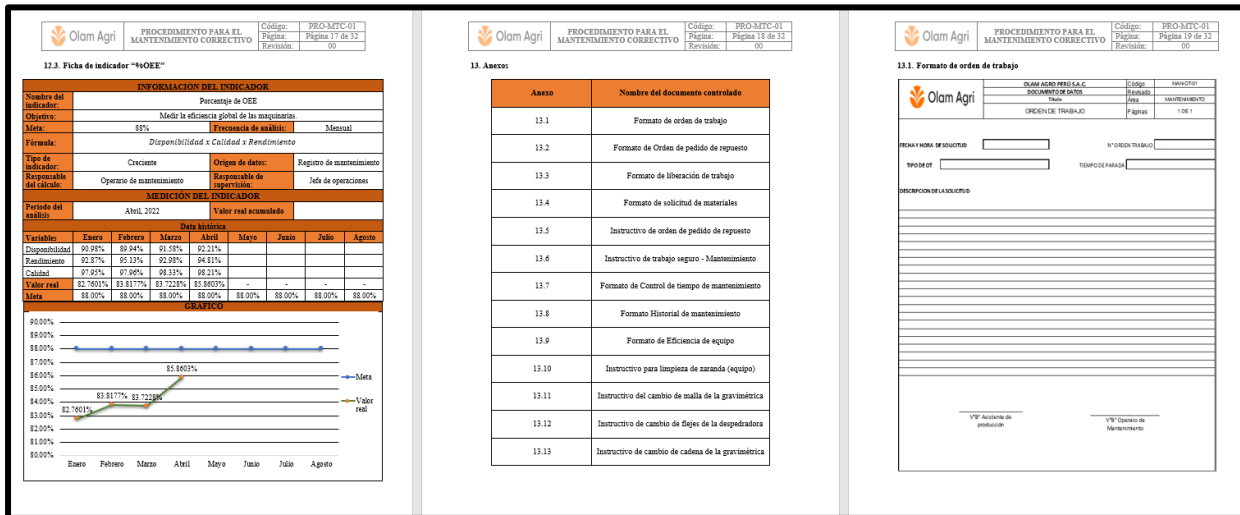 Olam Agri
PROCEDIMIENTO PARA EL MANTENIMIENTO CORRECTIVO
Código: PRO-MTC-01
Página: Página 17 de 32
Revisión: 00
12.3. Ficha de indicador “%OEE”
INFORMACIÓN DEL INDICADOR
Nombre del indicador: Porcentaje de OEE
Objetivo: Medir la eficiencia global de las maquinarias.
Meta: 88% Frecuencia de análisis: Mensual
Fórmula: Disponibilidad x Calidad x Rendimiento
Tipo de indicador: Creciente Origen de datos: Registro de mantenimiento
Responsable del cálculo: Operario de mantenimiento Responsable de supervisión: Jefe de operaciones
MEDICIÓN DEL INDICADOR
Periodo del análisis Abril, 2022 Valor real acumulado
Data histórica
Variables Enero Febrero Marzo Abril Mayo Junio Julio Agosto
Disponibilidad 90.98% 89.94% 91.58% 92.21%
Rendimiento 92.87% 95.13% 92.98% 94.81%
Calidad 97.95% 97.96% 98.33% 98.21%
Valor real 82.7601% 83.8177% 83.7228% 85.8603% - - - -
Meta 88.00% 88.00% 88.00% 88.00% 88.00% 88.00% 88.00% 88.00%
GRÁFICO
90.00%
89.00%
88.00%
87.00%
86.00%
85.00%
84.00%
83.00%
82.00%
81.00%
80.00%
82.7601%
83.8177%
83.7228%
85.8603%
Meta
Valor real
Enero Febrero Marzo Abril Mayo Junio Julio Agosto
Olam Agri
PROCEDIMIENTO PARA EL MANTENIMIENTO CORRECTIVO
Código: PRO-MTC-01
Página: Página 18 de 32
Revisión: 00
13. Anexos
Anexo Nombre del documento controlado
13.1 Formato de orden de trabajo
13.2 Formato de Orden de pedido de repuesto
13.3 Formato de liberación de trabajo
13.4 Formato de solicitud de materiales
13.5 Instructivo de orden de pedido de repuesto
13.6 Instructivo de trabajo seguro - Mantenimiento
13.7 Formato de Control de tiempo de mantenimiento
13.8 Formato Historial de mantenimiento
13.9 Formato de Eficiencia de equipo
13.10 Instructivo para limpieza de zaranda (equipo)
13.11 Instructivo del cambio de malla de la gravimétrica
13.12 Instructivo de cambio de flejes de la despedradora
13.13 Instructivo de cambio de cadena de la gravimétrica
Olam Agri
PROCEDIMIENTO PARA EL MANTENIMIENTO CORRECTIVO
Código: PRO-MTC-01
Página: Página 19 de 32
Revisión: 00
13.1. Formato de orden de trabajo
Olam Agri
OLAM AGRO PERÚ S.A.C. Código MAN-OT-01
DOCUMENTO DE DATOS Revisado
Título Área MANTENIMIENTO
ORDEN DE TRABAJO Páginas 1 DE 1
FECHA Y HORA DE SOLICITUD N° ORDEN TRABAJO
TIPO DE OT TIEMPO DE PARADA
DESCRIPCION DE LA SOLICITUD
V°B° Asistente de producción
V°B° Operario de Mantenimiento